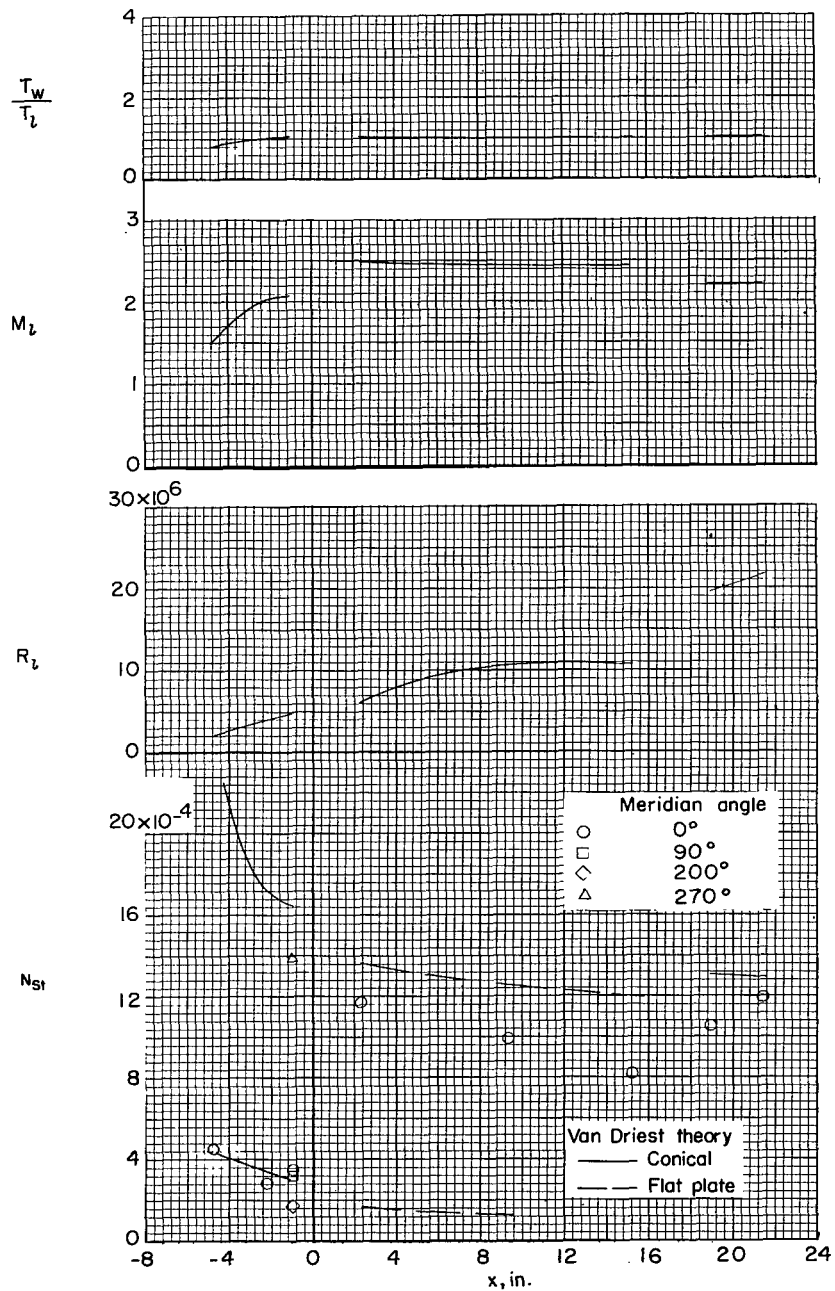 4
T_w
T_l
2
0
3
M_l
2
1
0
30×10⁶
20
R_l
10
0
20×10⁻⁴
Meridian angle
0°
90°
200°
270°
16
N_St
12
8
Van Driest theory
4
Conical
Flat plate
0
-8 -4 0 4 8 12 16 20 24
x, in.